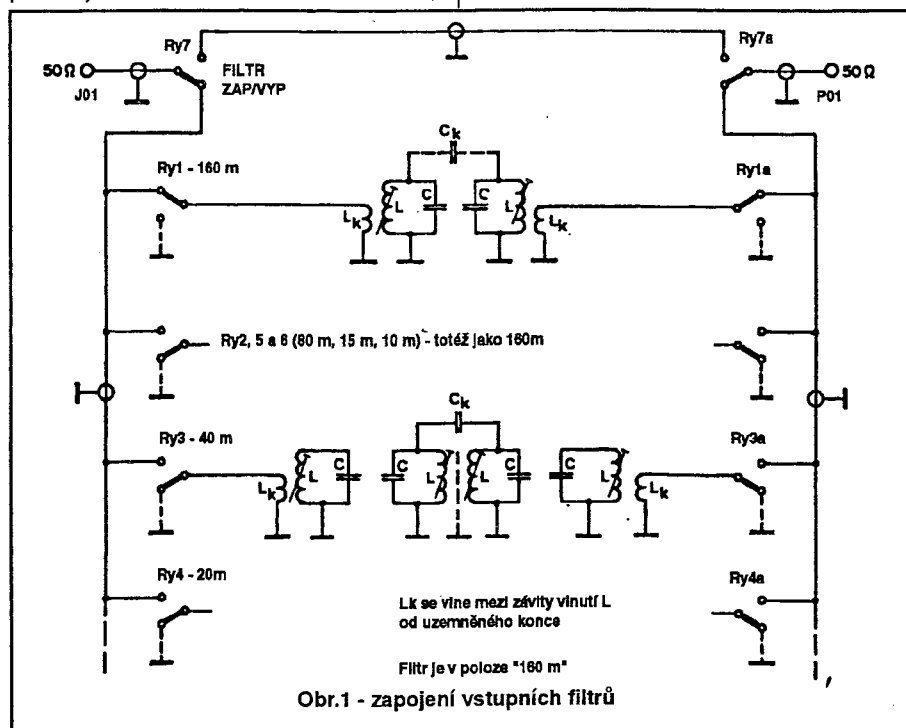 Ry7
Ry7a
50Ω
FILTR
ZAP/VYP
50Ω
J01
P01
Ck
Ry1 - 160 m
Ry1a
Lk
L
C
C
L
Lk
Ry2, 5 a 6 (80 m, 15 m, 10 m) - totéž jako 160m
Ck
Ry3 - 40 m
Ry3a
Lk
L
C
C
L
L
C
C
L
Lk
Ry4 - 20m
Ry4a
Lk se vine mezi závity vinutí L
od uzemněného konce
Filtr je v poloze "160 m"
Obr.1 - zapojení vstupních filtrů